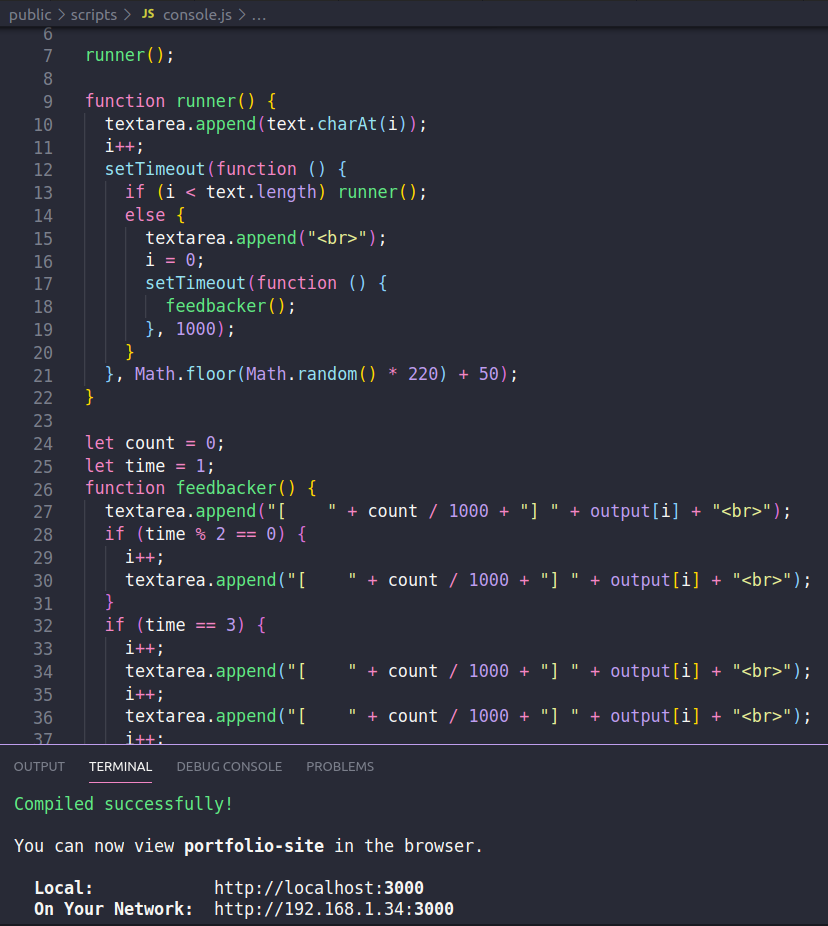 public > scripts > JS console.js > ...
6
7 runner();
8
9 function runner() {
10 textarea.append(text.charAt(i));
11 i++;
12 setTimeout(function () {
13 if (i < text.length) runner();
14 else {
15 textarea.append("<br>");
16 i = 0;
17 setTimeout(function () {
18 feedbacker();
19 }, 1000);
20 }
21 }, Math.floor(Math.random() * 220) + 50);
22 }
23
24 let count = 0;
25 let time = 1;
26 function feedbacker() {
27 textarea.append("[    " + count / 1000 + "] " + output[i] + "<br>");
28 if (time % 2 == 0) {
29 i++;
30 textarea.append("[    " + count / 1000 + "] " + output[i] + "<br>");
31 }
32 if (time == 3) {
33 i++;
34 textarea.append("[    " + count / 1000 + "] " + output[i] + "<br>");
35 i++;
36 textarea.append("[    " + count / 1000 + "] " + output[i] + "<br>");
37 i++;
OUTPUT TERMINAL DEBUG CONSOLE PROBLEMS
Compiled successfully!
You can now view portfolio-site in the browser.
Local: http://localhost:3000
On Your Network: http://192.168.1.34:3000